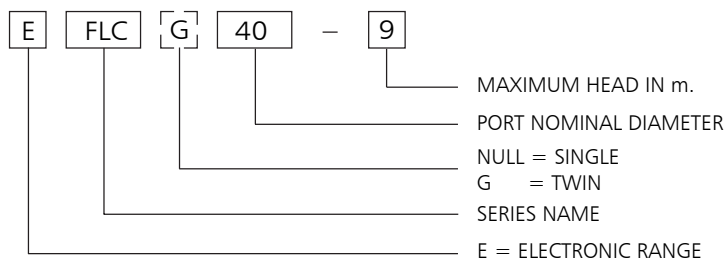 E FLC G 40 – 9
MAXIMUM HEAD IN m.
PORT NOMINAL DIAMETER
NULL = SINGLE
G = TWIN
SERIES NAME
E = ELECTRONIC RANGE